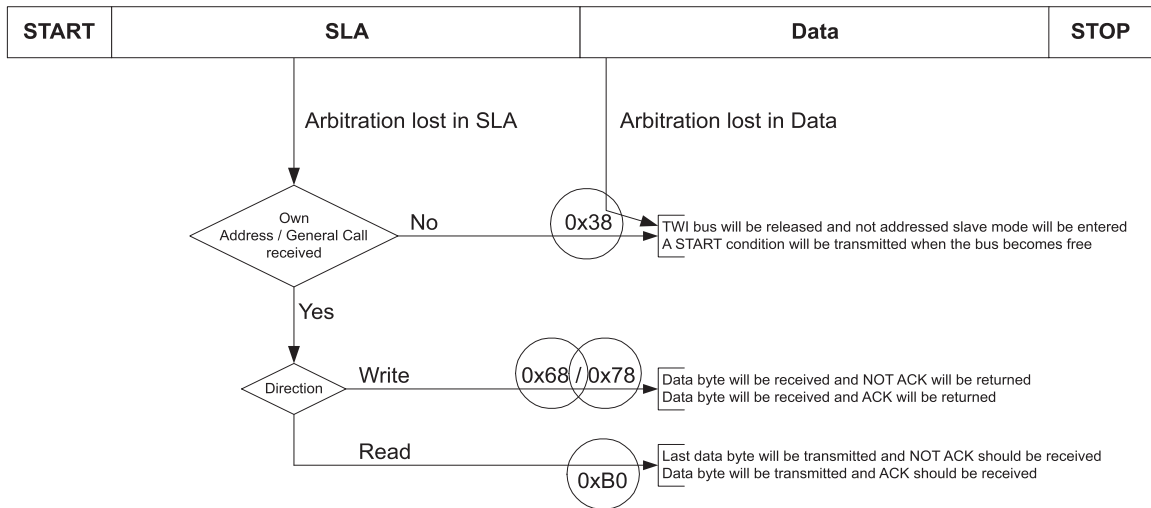 START SLA Data STOP
Arbitration lost in SLA
Arbitration lost in Data
Own
Address / General Call
received
No
0x38
TWI bus will be released and not addressed slave mode will be entered
A START condition will be transmitted when the bus becomes free
Yes
Direction
Write
0x68 / 0x78
Data byte will be received and NOT ACK will be returned
Data byte will be received and ACK will be returned
Read
0xB0
Last data byte will be transmitted and NOT ACK should be received
Data byte will be transmitted and ACK should be received